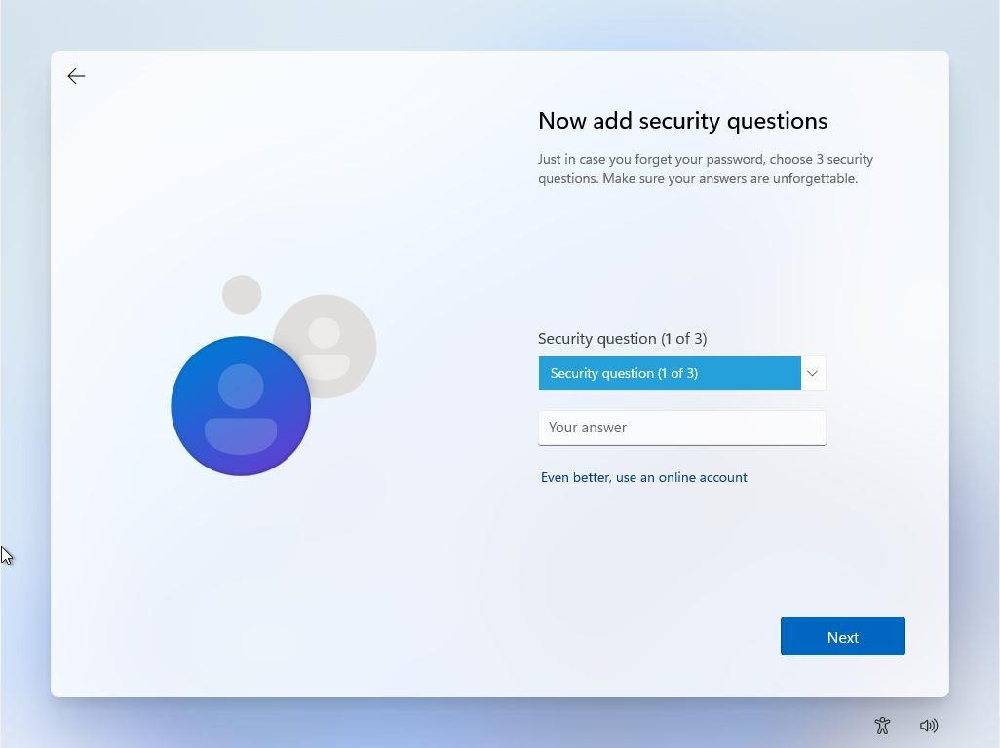 Now add security questions
Just in case you forget your password, choose 3 security
questions. Make sure your answers are unforgettable.
Security question (1 of 3)
Security question (1 of 3)
Your answer
Even better, use an online account
Next